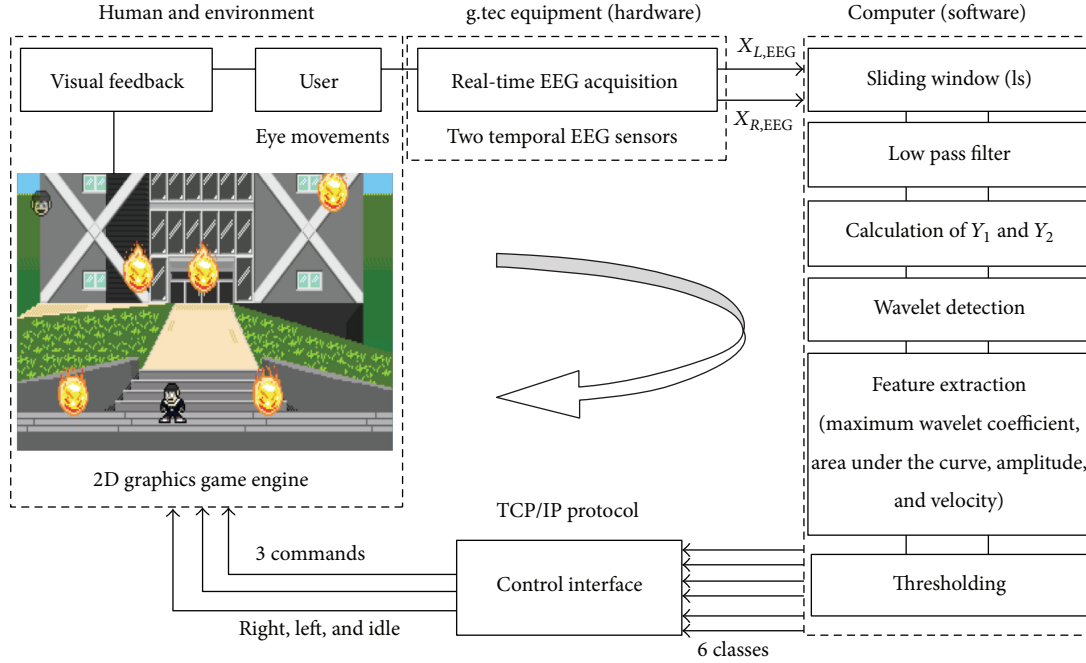 Human and environment
g.tec equipment (hardware)
Computer (software)
Visual feedback
User
Eye movements
Real-time EEG acquisition
Two temporal EEG sensors
X_{L,EEG}
X_{R,EEG}
Sliding window (ls)
Low pass filter
Calculation of Y_1 and Y_2
Wavelet detection
Feature extraction
(maximum wavelet coefficient,
area under the curve, amplitude,
and velocity)
Thresholding
2D graphics game engine
TCP/IP protocol
Control interface
3 commands
Right, left, and idle
6 classes